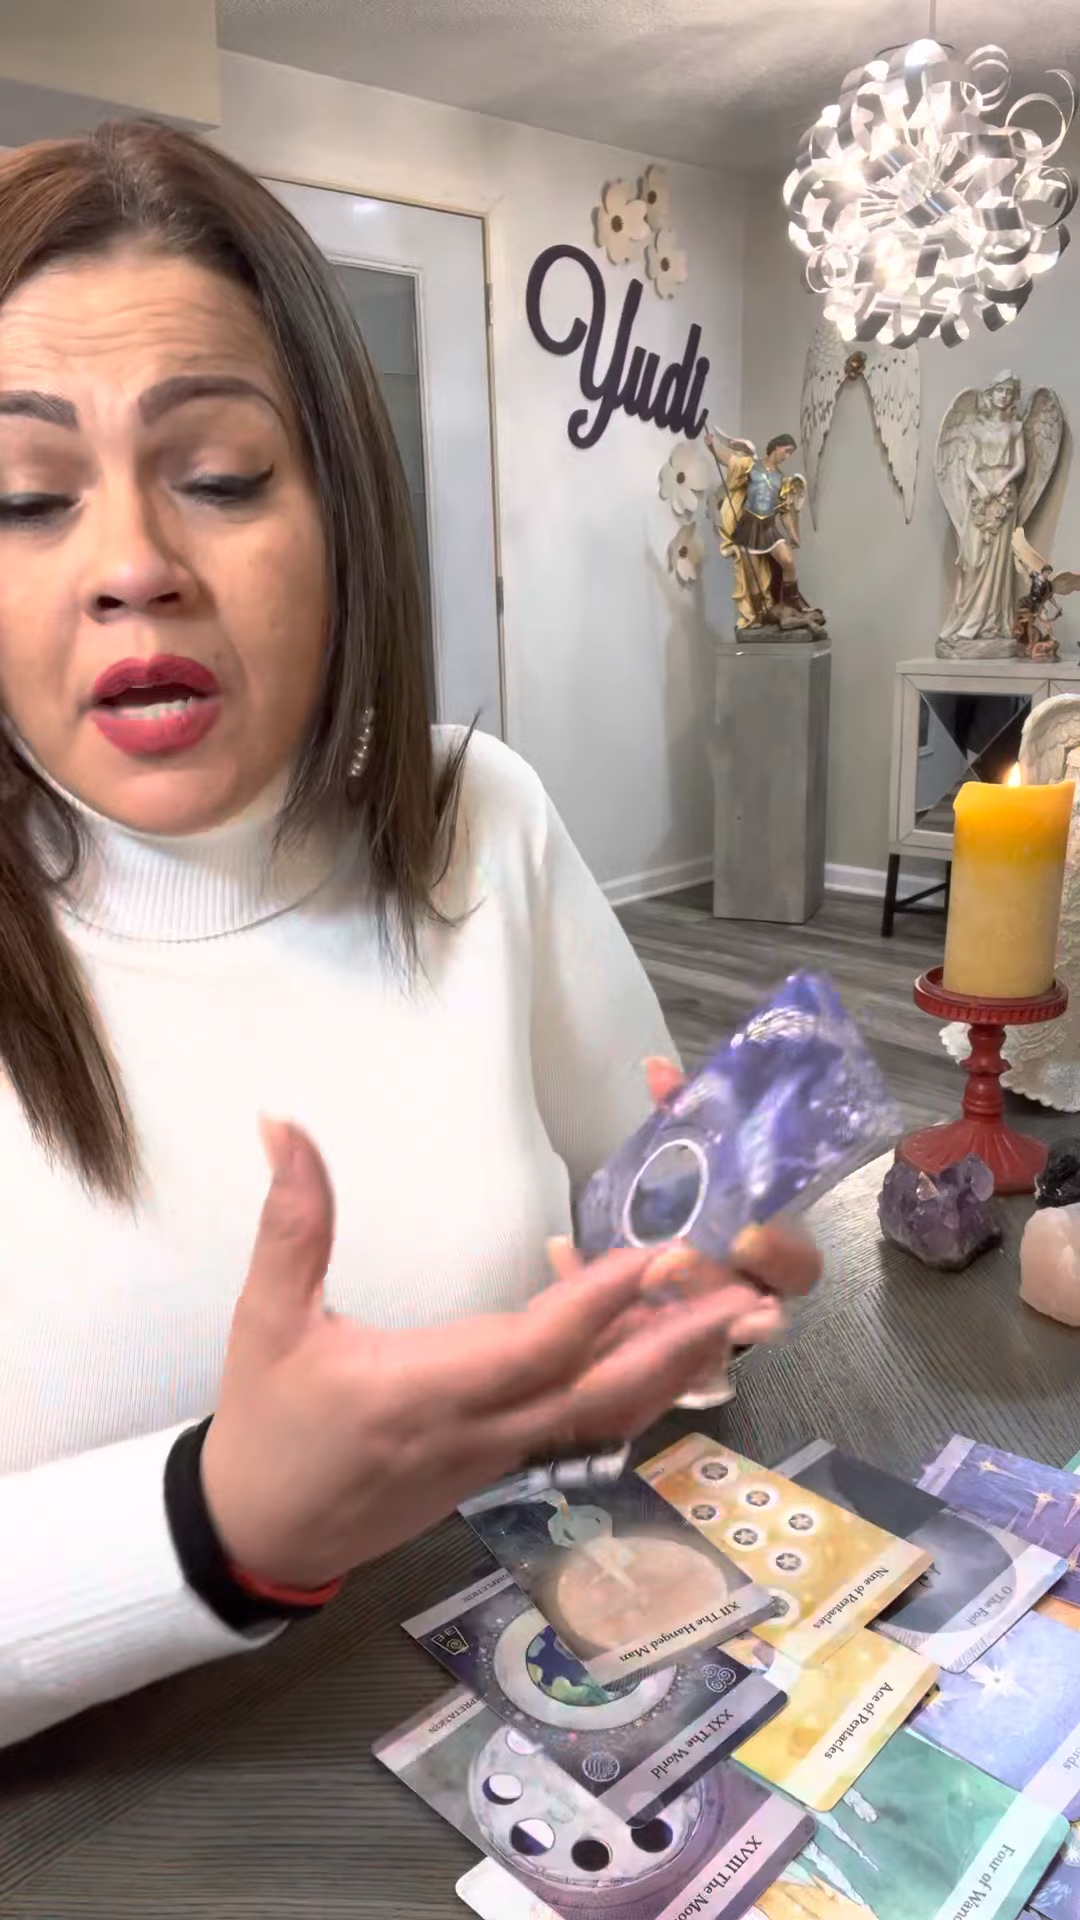 Yudi
Nine of Pentacles
XII The Hanged Man
O The Fool
COMPLETION
Ace of Pentacles
XXI The World
Four of Wands
XVIII The Moon